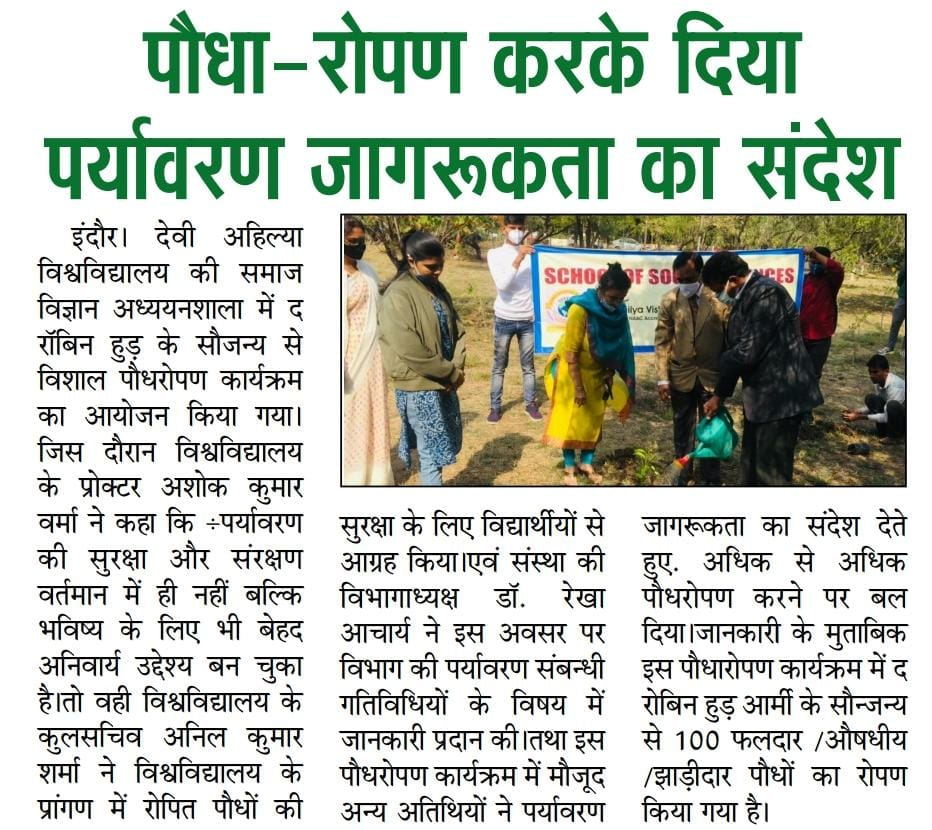 पौधा-रोपण करके दिया
पर्यावरण जागरूकता का संदेश
इंदौर। देवी अहिल्या
विश्वविद्यालय की समाज
विज्ञान अध्ययनशाला में द
रॉबिन हुड़ के सौजन्य से
विशाल पौधरोपण कार्यक्रम
का आयोजन किया गया।
जिस दौरान विश्वविद्यालय
के प्रोक्टर अशोक कुमार
वर्मा ने कहा कि ÷पर्यावरण
की सुरक्षा और संरक्षण
वर्तमान में ही नहीं बल्कि
भविष्य के लिए भी बेहद
अनिवार्य उद्देश्य बन चुका
है।तो वही विश्वविद्यालय के
कुलसचिव अनिल कुमार
शर्मा ने विश्वविद्यालय के
प्रांगण में रोपित पौधों की
SCHOOL OF SO NCES
ilya Vis
NAAC Accre
सुरक्षा के लिए विद्यार्थीयों से
आग्रह किया।एवं संस्था की
विभागाध्यक्ष डॉ. रेखा
आचार्य ने इस अवसर पर
विभाग की पर्यावरण संबन्धी
गतिविधियों के विषय में
जानकारी प्रदान की।तथा इस
पौधरोपण कार्यक्रम में मौजूद
अन्य अतिथियों ने पर्यावरण
जागरूकता का संदेश देते
हुए. अधिक से अधिक
पौधरोपण करने पर बल
दिया।जानकारी के मुताबिक
इस पौधारोपण कार्यक्रम में द
रोबिन हुड़ आर्मी के सौन्जन्य
से 100 फलदार /औषधीय
/झाड़ीदार पौधों का रोपण
किया गया है।